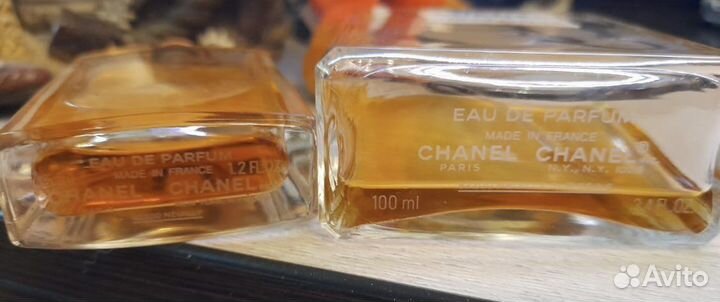 EAU DE PARFUM
MADE IN FRANCE 1.2 FL
CHANEL CHANEL
EAU DE PARFUM
MADE IN FRANCE
CHANEL CHANEL
PARIS N.Y., N.Y.
100 ml 3.4 FL OZ
Avito